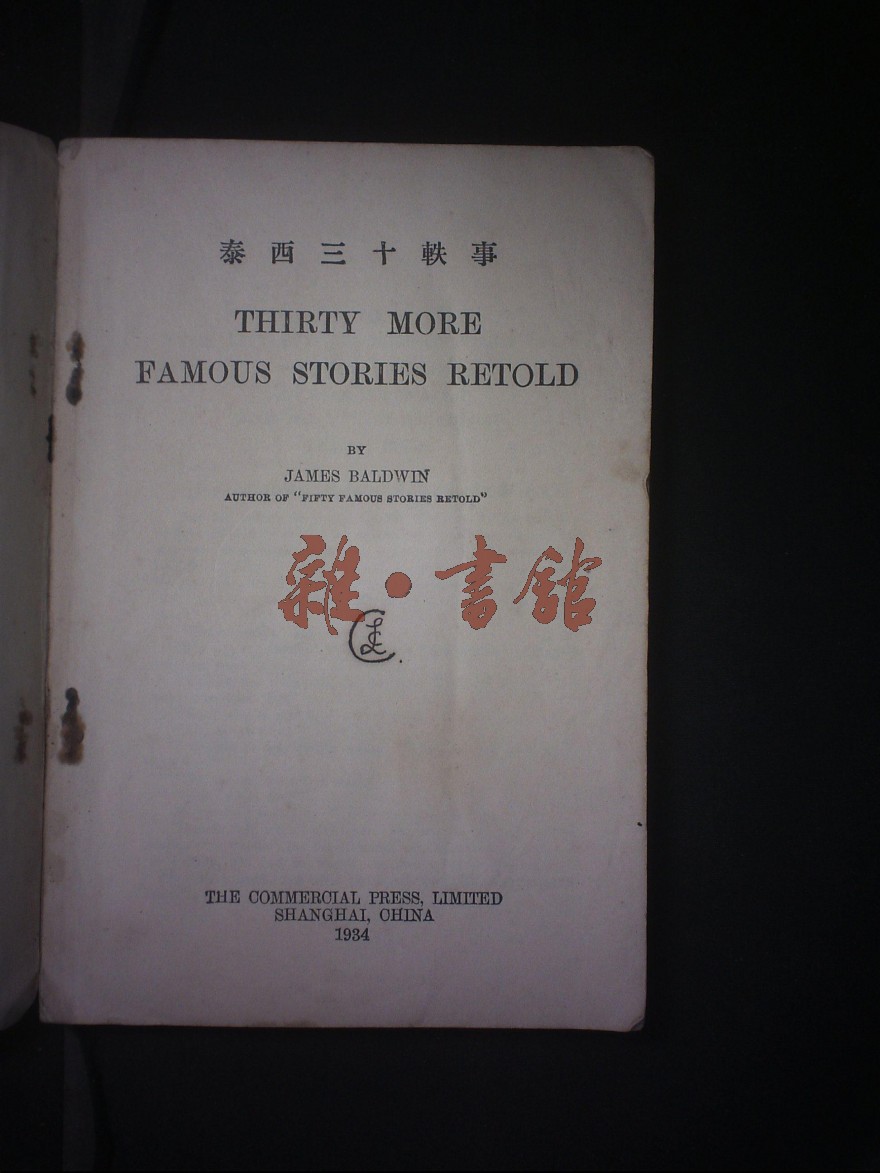 泰西三十軼事
THIRTY MORE
FAMOUS STORIES RETOLD
BY
JAMES BALDWIN
AUTHOR OF "FIFTY FAMOUS STORIES RETOLD"
雜·書館
THE COMMERCIAL PRESS, LIMITED
SHANGHAI, CHINA
1934